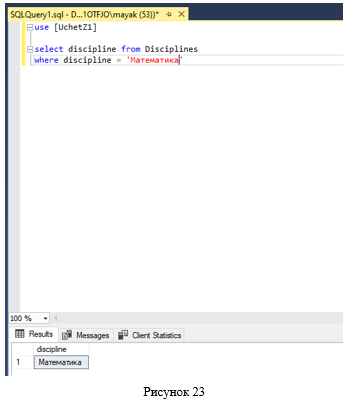 SQLQuery1.sql - D...1OTFJO\mayak (53))*
use [UchetZ1]
select discipline from Disciplines
where discipline = 'Математика'
100 %
Results Messages Client Statistics
discipline
1 Математика
Рисунок 23